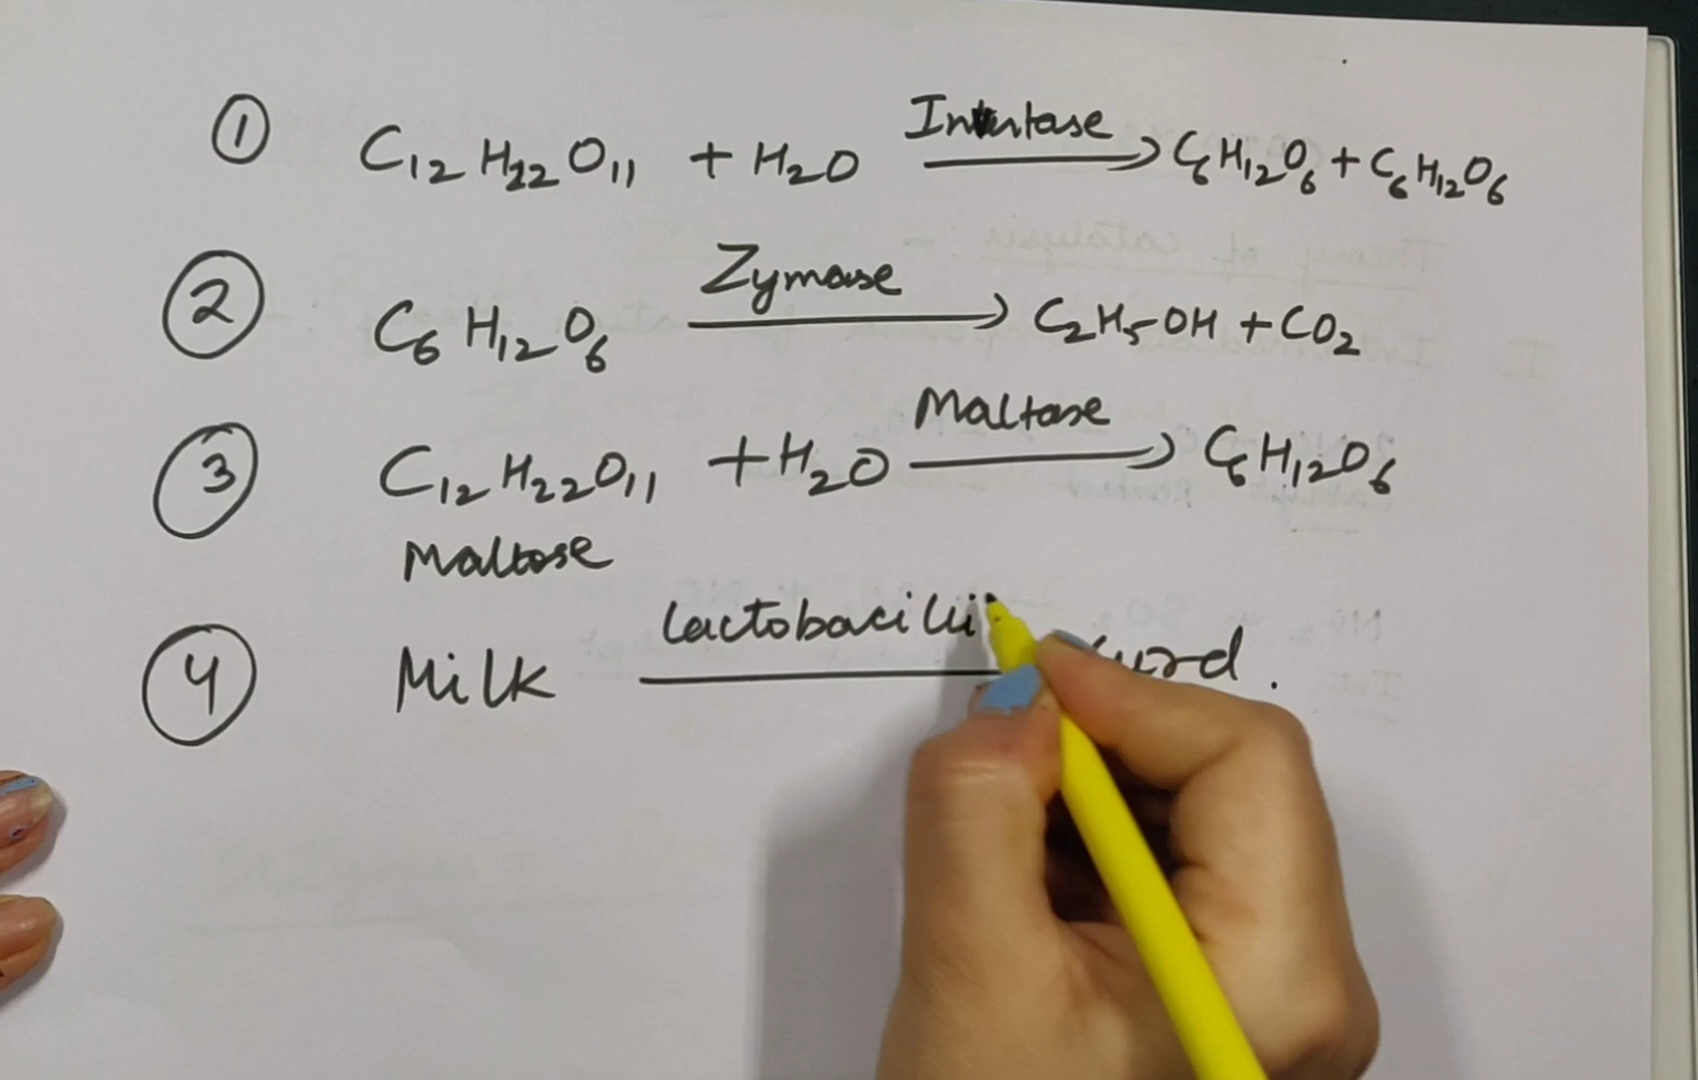 ① C₁₂H₂₂O₁₁ + H₂O Invertase → C₆H₁₂O₆ + C₆H₁₂O₆
② C₆H₁₂O₆ Zymase → C₂H₅OH + CO₂
③ C₁₂H₂₂O₁₁ + H₂O Maltase → C₆H₁₂O₆
Maltose
④ Milk Lactobacilli Curd.